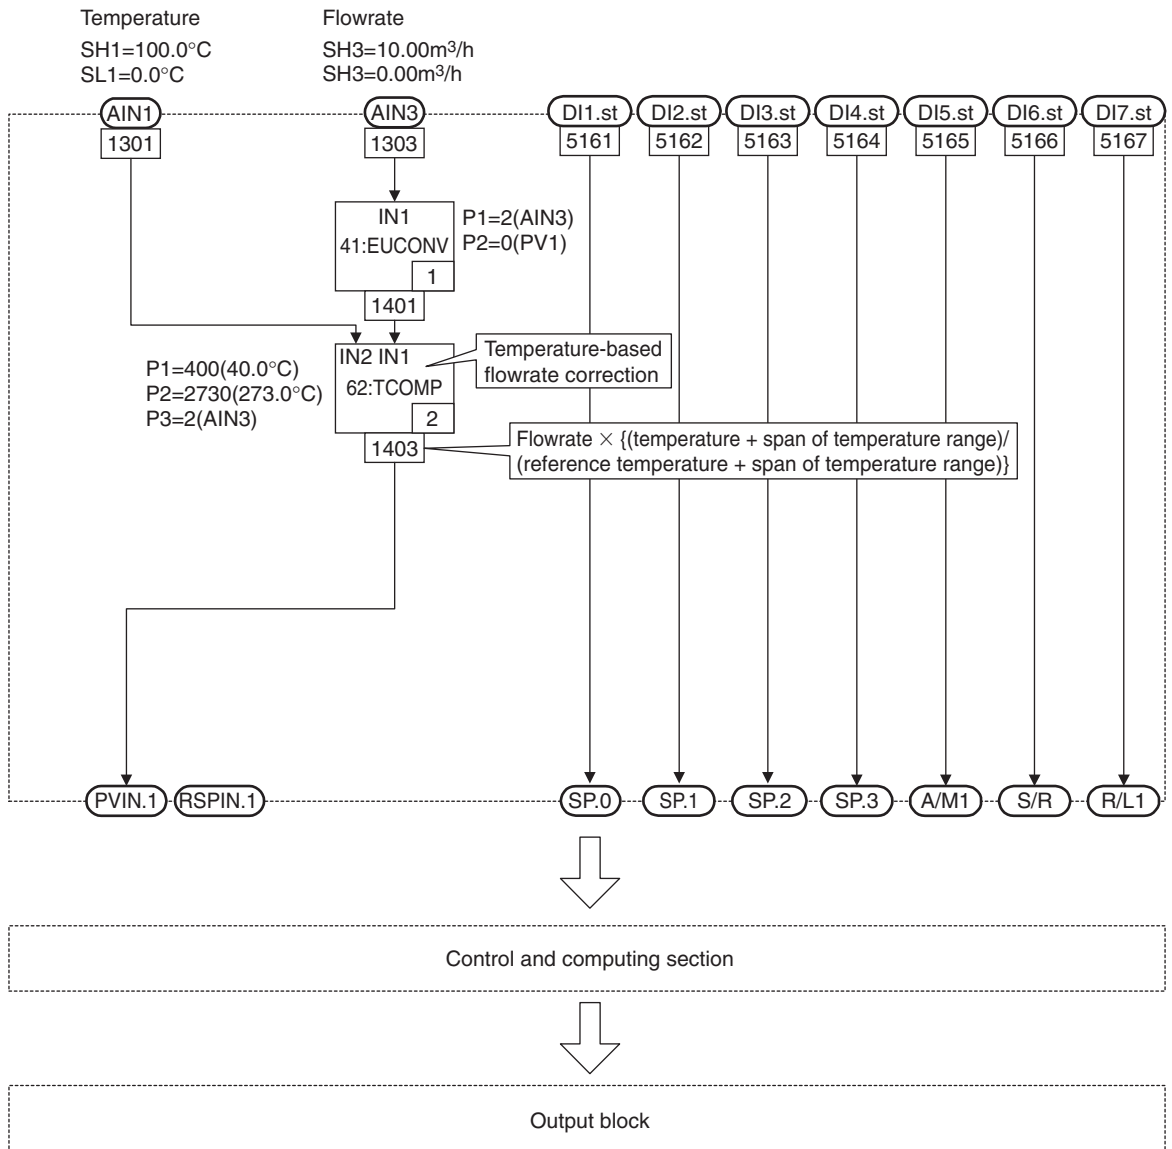 Temperature
SH1=100.0°C
SL1=0.0°C
Flowrate
SH3=10.00m³/h
SH3=0.00m³/h
AIN1
AIN3
DI1.st
DI2.st
DI3.st
DI4.st
DI5.st
DI6.st
DI7.st
1301
1303
5161
5162
5163
5164
5165
5166
5167
IN1
41:EUCONV
1
P1=2(AIN3)
P2=0(PV1)
1401
IN2 IN1
62:TCOMP
2
P1=400(40.0°C)
P2=2730(273.0°C)
P3=2(AIN3)
Temperature-based
flowrate correction
1403
Flowrate × {(temperature + span of temperature range)/
(reference temperature + span of temperature range)}
PVIN.1
RSPIN.1
SP.0
SP.1
SP.2
SP.3
A/M1
S/R
R/L1
Control and computing section
Output block